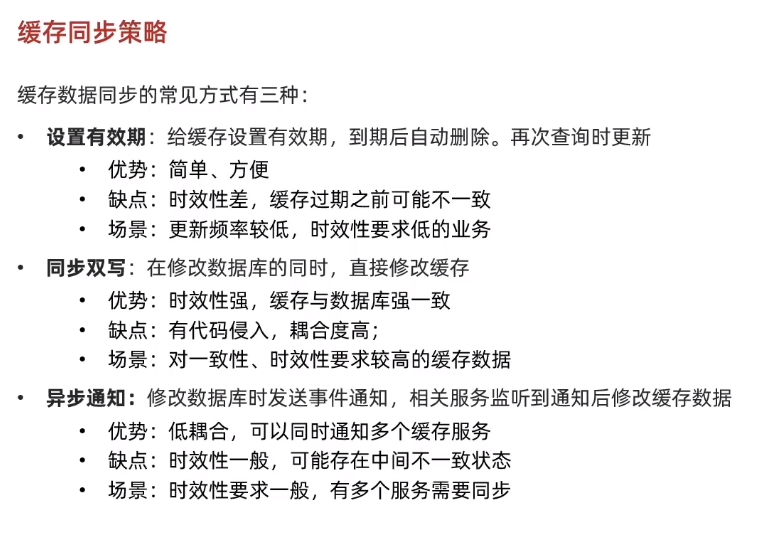 缓存同步策略
缓存数据同步的常见方式有三种：
• 设置有效期：给缓存设置有效期，到期后自动删除。再次查询时更新
• 优势：简单、方便
• 缺点：时效性差，缓存过期之前可能不一致
• 场景：更新频率较低，时效性要求低的业务
• 同步双写：在修改数据库的同时，直接修改缓存
• 优势：时效性强，缓存与数据库强一致
• 缺点：有代码侵入，耦合度高；
• 场景：对一致性、时效性要求较高的缓存数据
• 异步通知：修改数据库时发送事件通知，相关服务监听到通知后修改缓存数据
• 优势：低耦合，可以同时通知多个缓存服务
• 缺点：时效性一般，可能存在中间不一致状态
• 场景：时效性要求一般，有多个服务需要同步